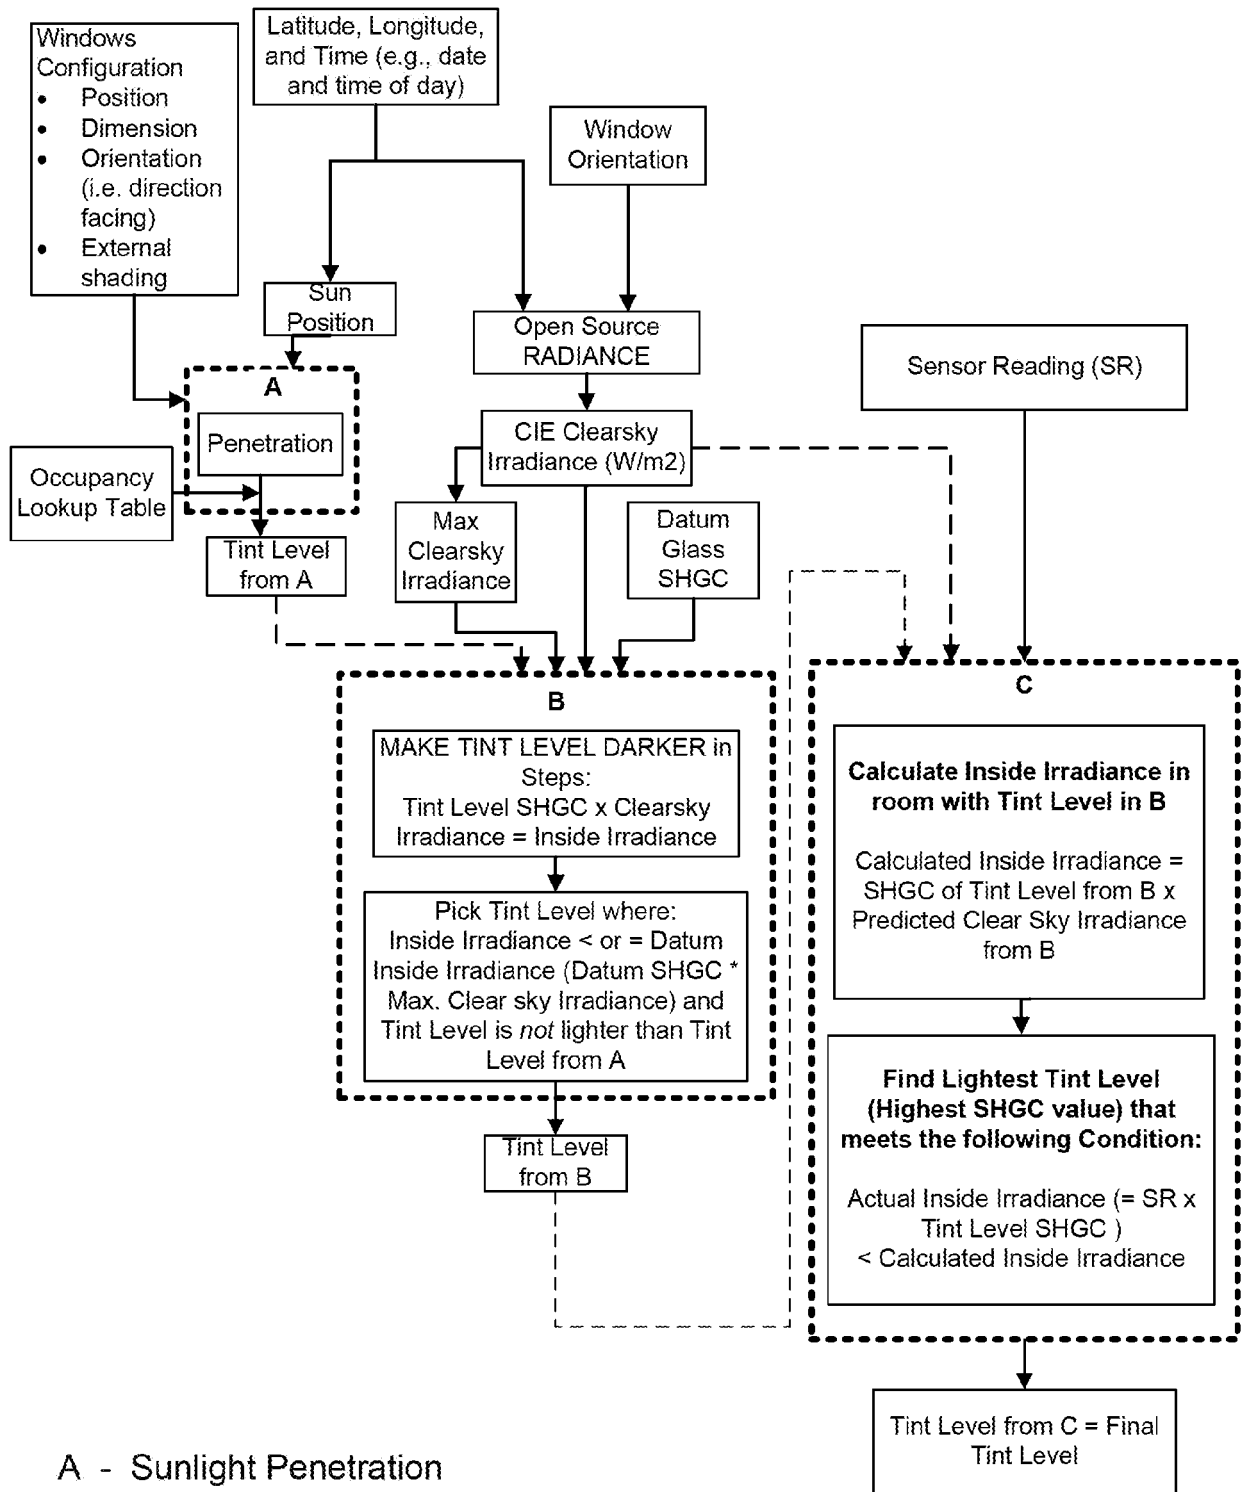 Windows
Configuration
• Position
• Dimension
• Orientation
(i.e. direction
facing)
• External
shading
Latitude, Longitude,
and Time (e.g., date
and time of day)
Window
Orientation
Sun
Position
Open Source
RADIANCE
Sensor Reading (SR)
A
Penetration
CIE Clearsky
Irradiance (W/m2)
Occupancy
Lookup Table
Tint Level
from A
Max
Clearsky
Irradiance
Datum
Glass
SHGC
B
MAKE TINT LEVEL DARKER in
Steps:
Tint Level SHGC x Clearsky
Irradiance = Inside Irradiance
Pick Tint Level where:
Inside Irradiance < or = Datum
Inside Irradiance (Datum SHGC *
Max. Clear sky Irradiance) and
Tint Level is not lighter than Tint
Level from A
Tint Level
from B
C
Calculate Inside Irradiance in
room with Tint Level in B
Calculated Inside Irradiance =
SHGC of Tint Level from B x
Predicted Clear Sky Irradiance
from B
Find Lightest Tint Level
(Highest SHGC value) that
meets the following Condition:
Actual Inside Irradiance (= SR x
Tint Level SHGC )
< Calculated Inside Irradiance
Tint Level from C = Final
Tint Level
A - Sunlight Penetration